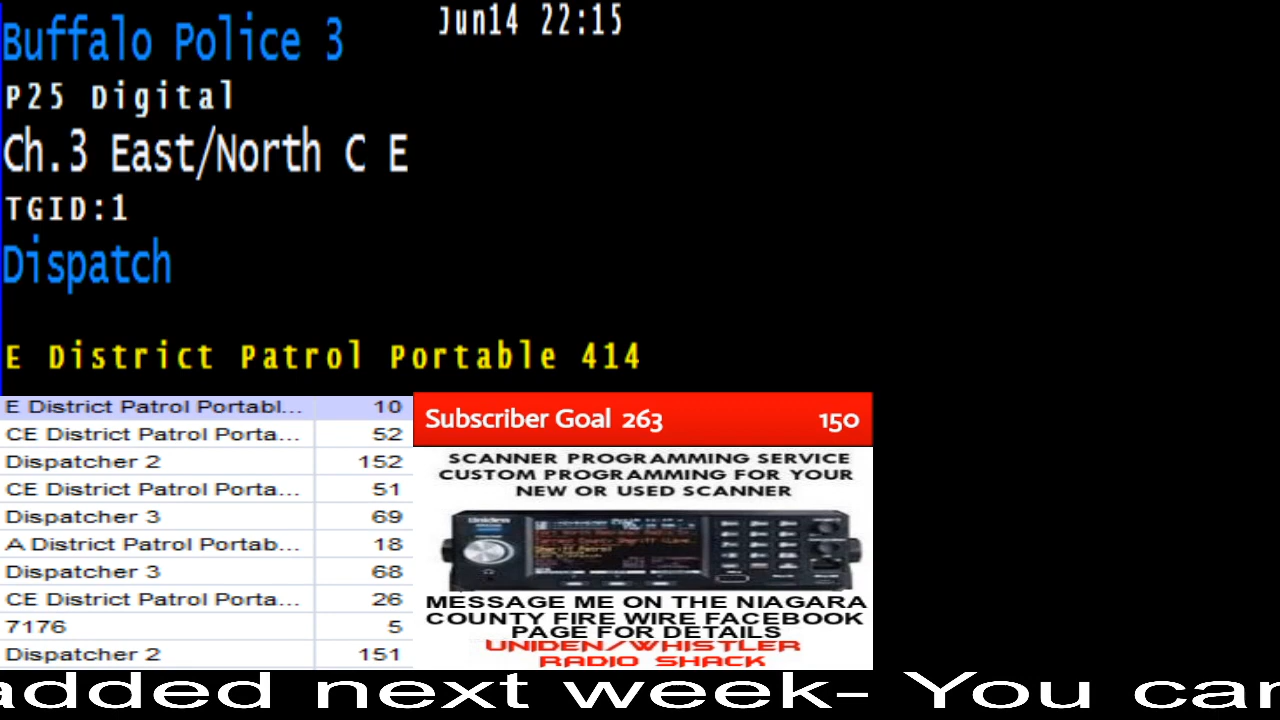 Buffalo Police 3
Jun14 22:15
P25 Digital
Ch.3 East/North C E
TGID:1
Dispatch
E District Patrol Portable 414
E District Patrol Portabl... 10
CE District Patrol Porta... 52
Dispatcher 2 152
CE District Patrol Porta... 51
Dispatcher 3 69
A District Patrol Portab... 18
Dispatcher 3 68
CE District Patrol Porta... 26
7176 5
Dispatcher 2 151
Subscriber Goal 263 150
SCANNER PROGRAMMING SERVICE
CUSTOM PROGRAMMING FOR YOUR
NEW OR USED SCANNER
Uniden
MESSAGE ME ON THE NIAGARA
COUNTY FIRE WIRE FACEBOOK
PAGE FOR DETAILS
UNIDEN/WHISTLER
RADIO SHACK
added next week- You can